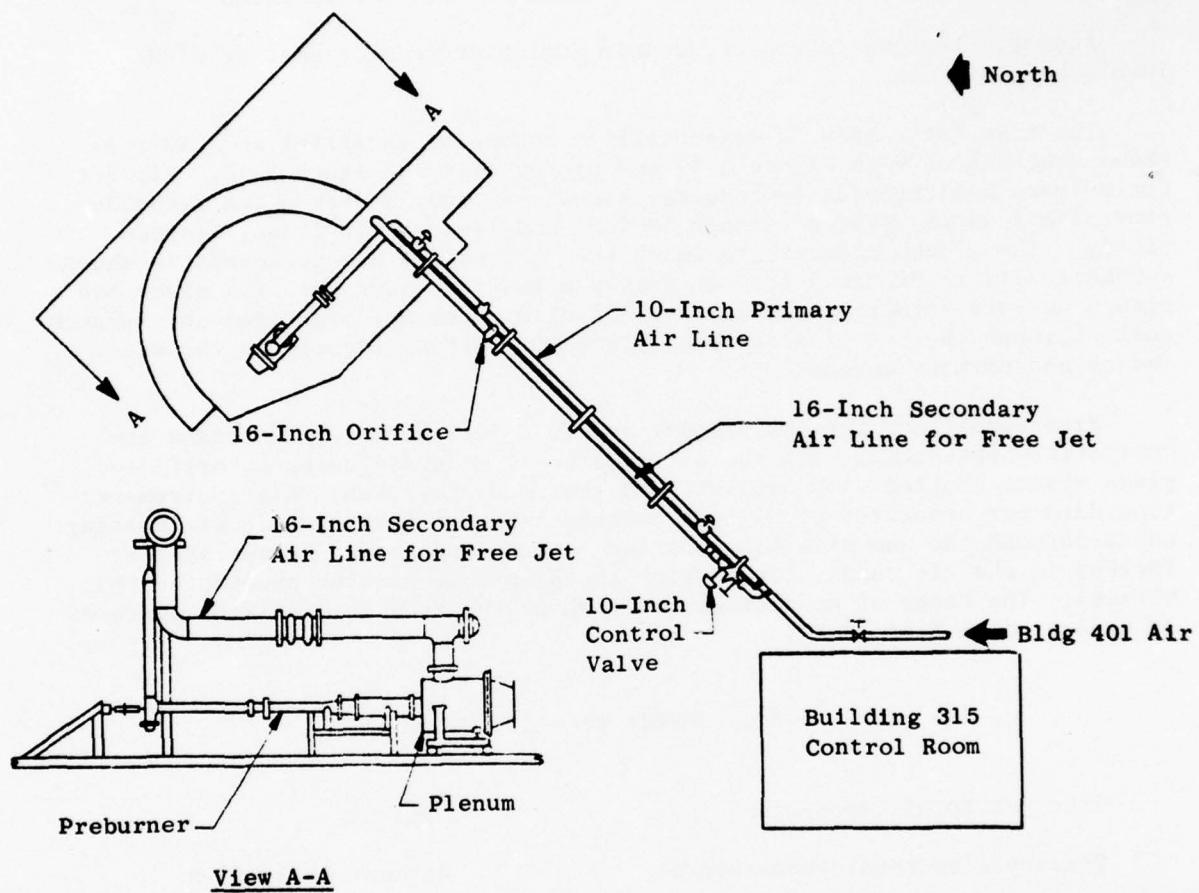 A
North
10-Inch Primary
Air Line
A
16-Inch Orifice
16-Inch Secondary
Air Line for Free Jet
16-Inch Secondary
Air Line for Free Jet
10-Inch
Control
Valve
Bldg 401 Air
Building 315
Control Room
Plenum
Preburner
View A-A